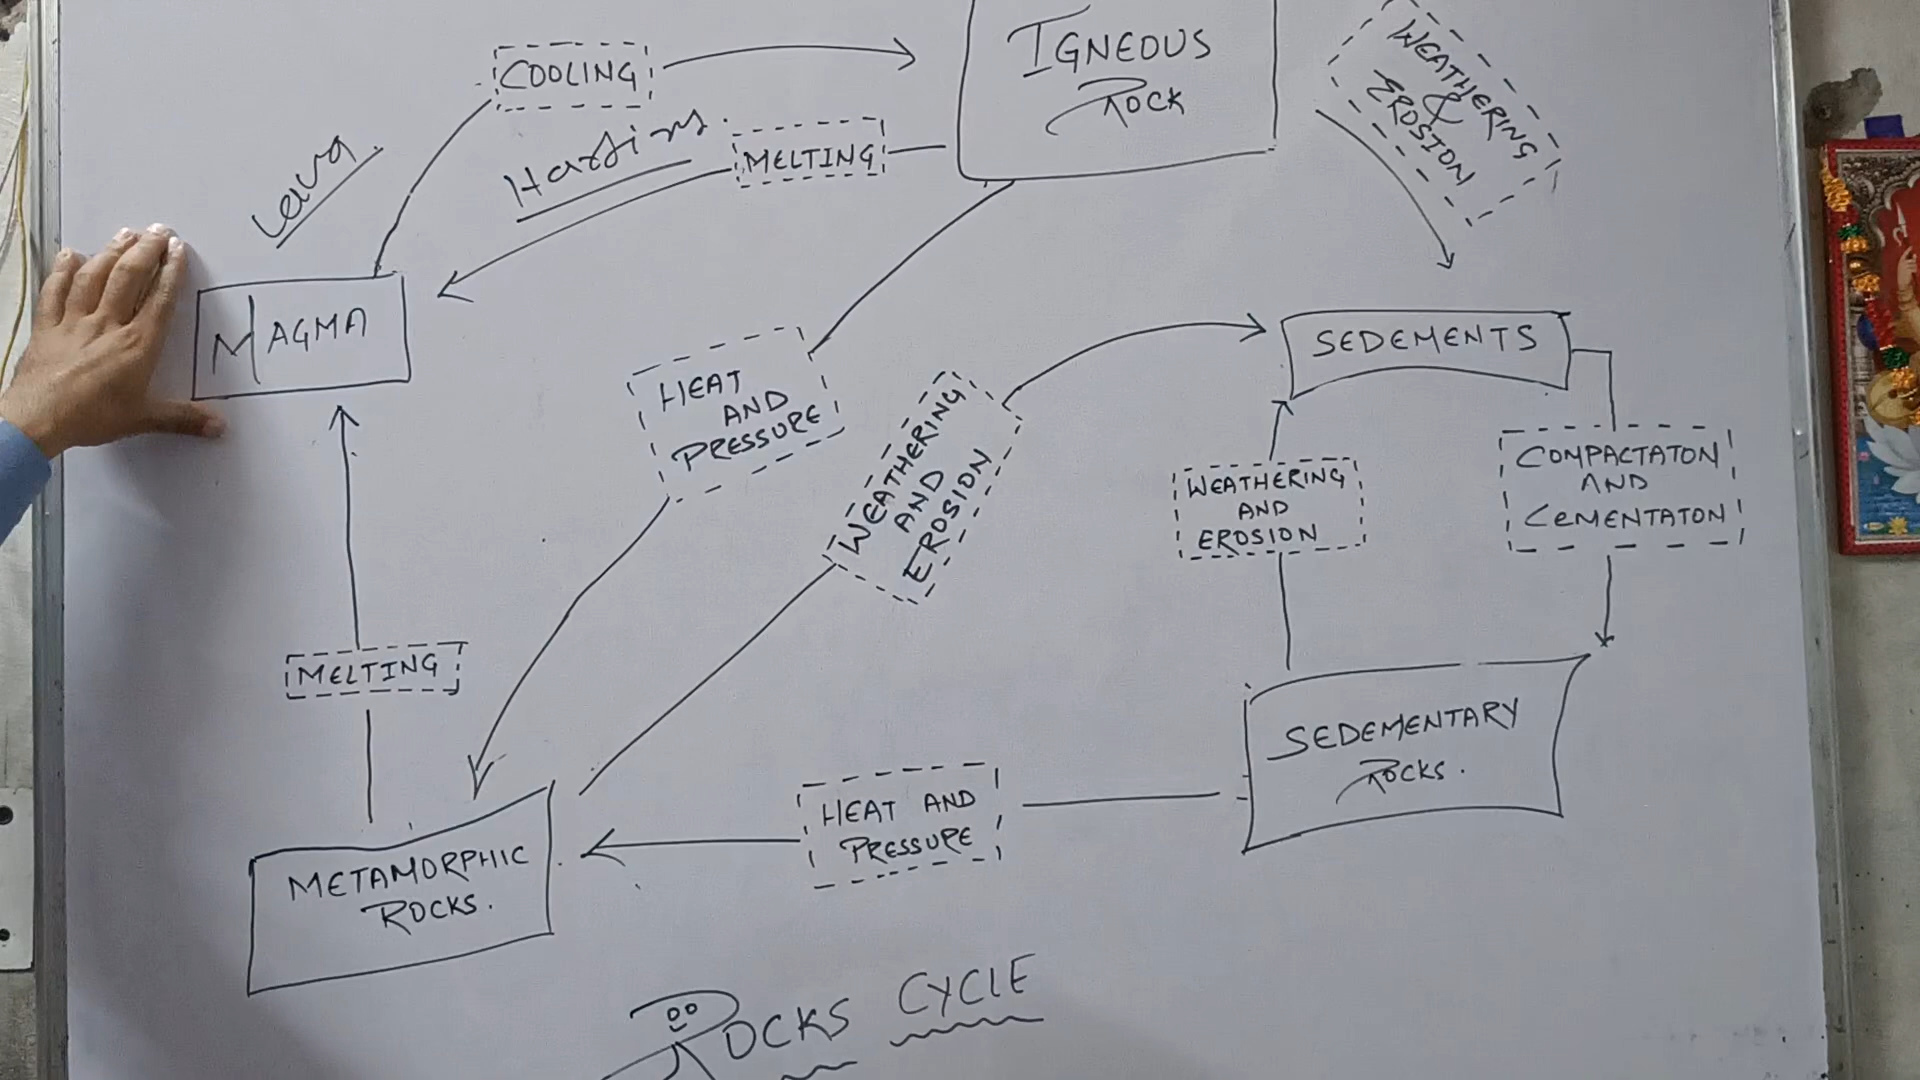 COOLING
IGNEOUS
ROCK
WEATHERING
&
EROSION
Lava.
MELTING
MAGMA
SEDEMENTS
HEAT
AND
PRESSURE
WEATHERING
AND
EROSION
WEATHERING
AND
EROSION
COMPACTATON
AND
CEMENTATON
MELTING
SEDEMENTARY
ROCKS.
HEAT AND
PRESSURE
METAMORPHIC
ROCKS.
ROCKS CYCLE